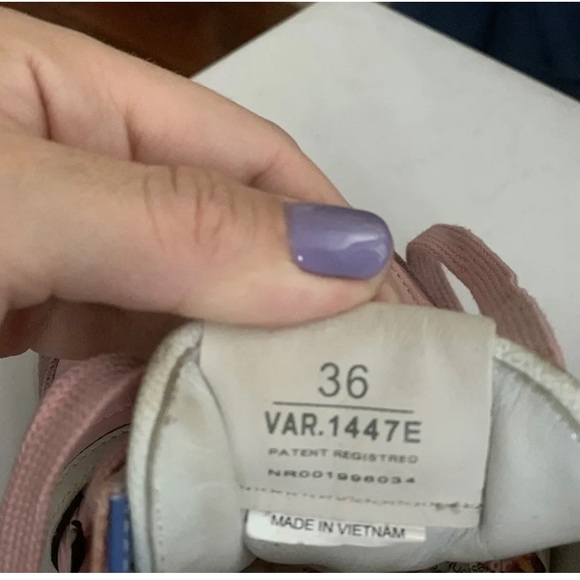 36
VAR.1447E
PATENT REGISTRED
NR001996034
MADE IN VIETNAM